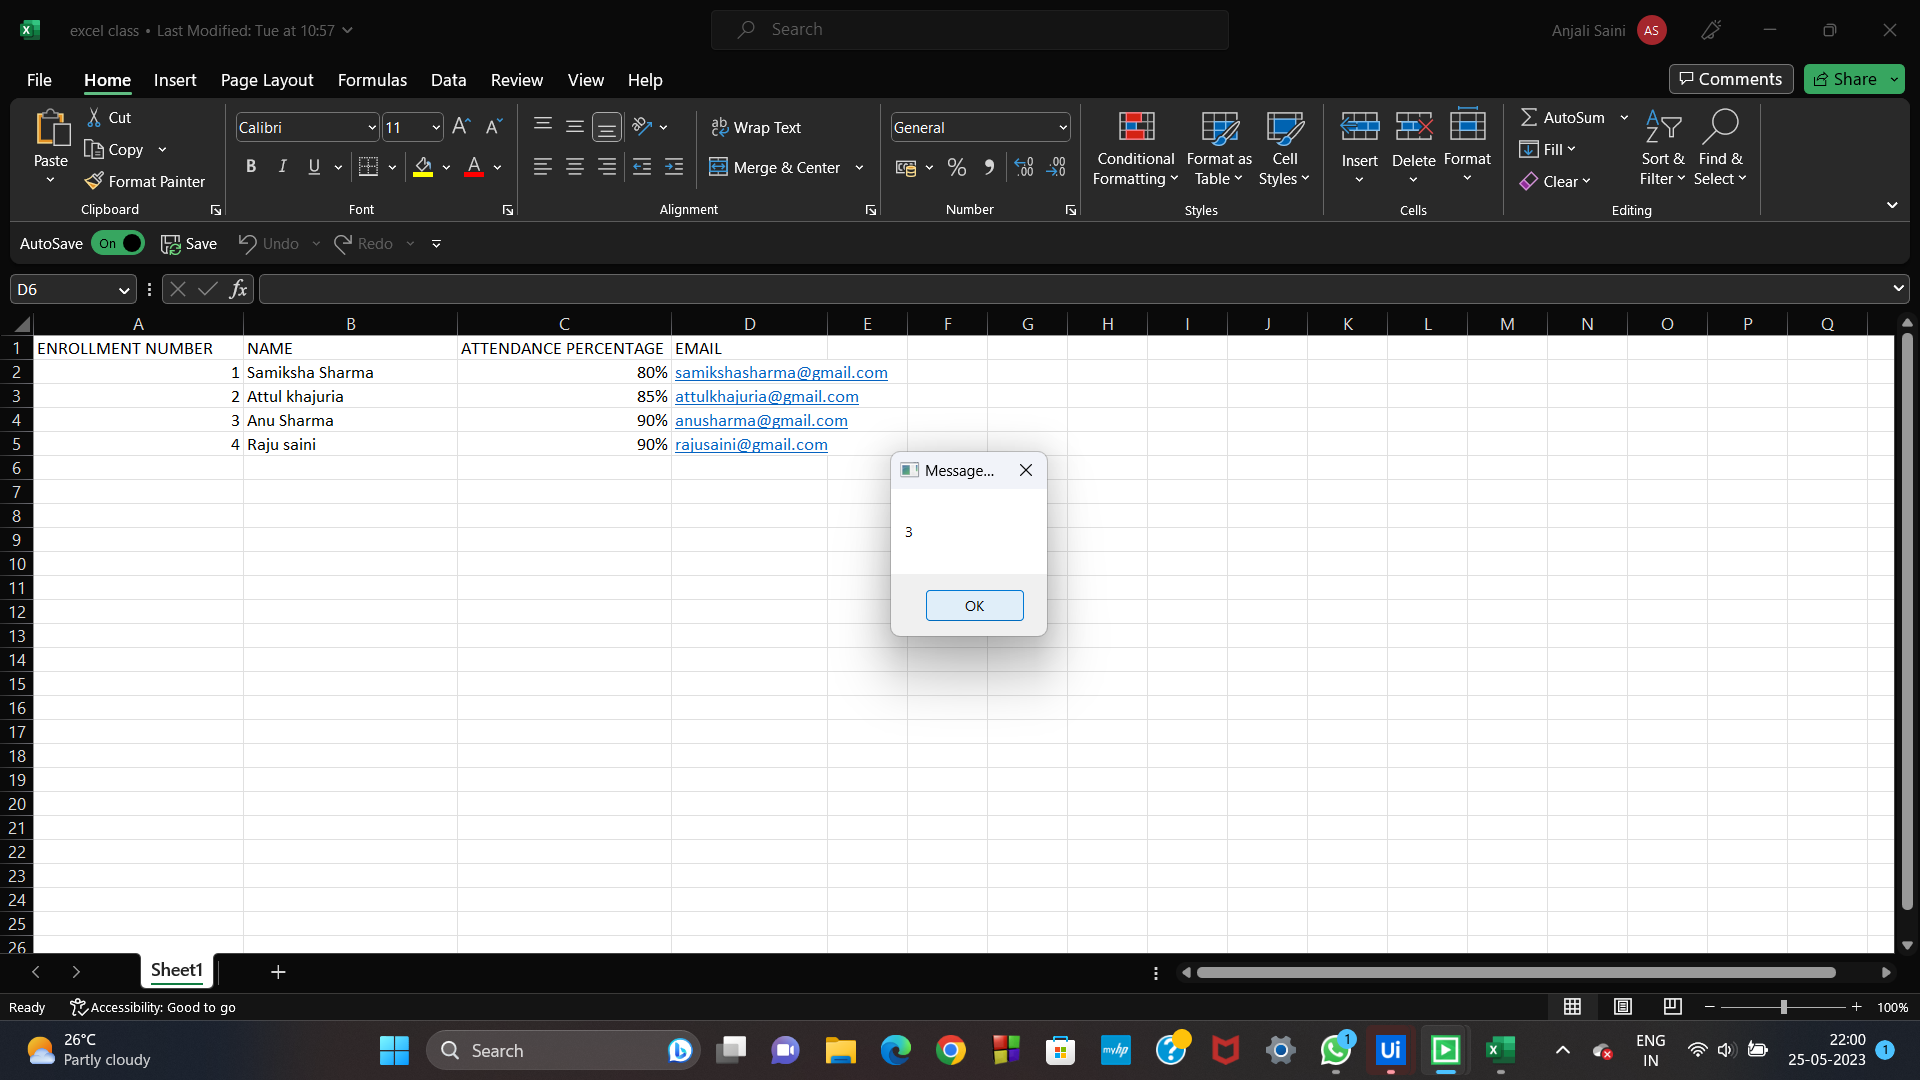 excel class • Last Modified: Tue at 10:57
Search
Anjali Saini
AS
File Home Insert Page Layout Formulas Data Review View Help
Comments
Share
Paste
Cut
Copy
Format Painter
Clipboard
Calibri
11
B I U
A
Font
Wrap Text
Merge & Center
Alignment
General
% 9
Number
Conditional Formatting
Format as Table
Cell Styles
Styles
Insert
Delete
Format
Cells
AutoSum
Fill
Clear
Sort & Filter
Find & Select
Editing
AutoSave On Save Undo Redo
D6
fx
A B C D E F G H I J K L M N O P Q
1 ENROLLMENT NUMBER NAME ATTENDANCE PERCENTAGE EMAIL
2 1 Samiksha Sharma 80% samikshasharma@gmail.com
3 2 Attul khajuria 85% attulkhajuria@gmail.com
4 3 Anu Sharma 90% anusharma@gmail.com
5 4 Raju saini 90% rajusaini@gmail.com
6
7
8
9
10
11
12
13
14
15
16
17
18
19
20
21
22
23
24
25
26
Message...
3
OK
Sheet1
Ready
Accessibility: Good to go
100%
26°C
Partly cloudy
Search
myhp
1
Ui
ENG
IN
22:00
25-05-2023
1